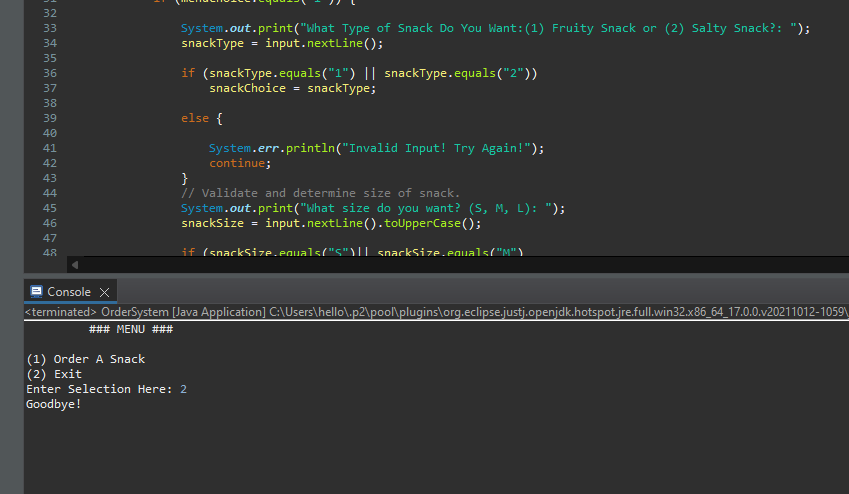 31 if (menuChoice.equals("1")) {
32
33 System.out.print("What Type of Snack Do You Want:(1) Fruity Snack or (2) Salty Snack?: ");
34 snackType = input.nextLine();
35
36 if (snackType.equals("1") || snackType.equals("2"))
37 snackChoice = snackType;
38
39 else {
40
41 System.err.println("Invalid Input! Try Again!");
42 continue;
43 }
44 // Validate and determine size of snack.
45 System.out.print("What size do you want? (S, M, L): ");
46 snackSize = input.nextLine().toUpperCase();
47
48 if (snackSize.equals("S")|| snackSize.equals("M")
Console
<terminated> OrderSystem [Java Application] C:\Users\hello\.p2\pool\plugins\org.eclipse.justj.openjdk.hotspot.jre.full.win32.x86_64_17.0.0.v20211012-1059\
### MENU ###
(1) Order A Snack
(2) Exit
Enter Selection Here: 2
Goodbye!